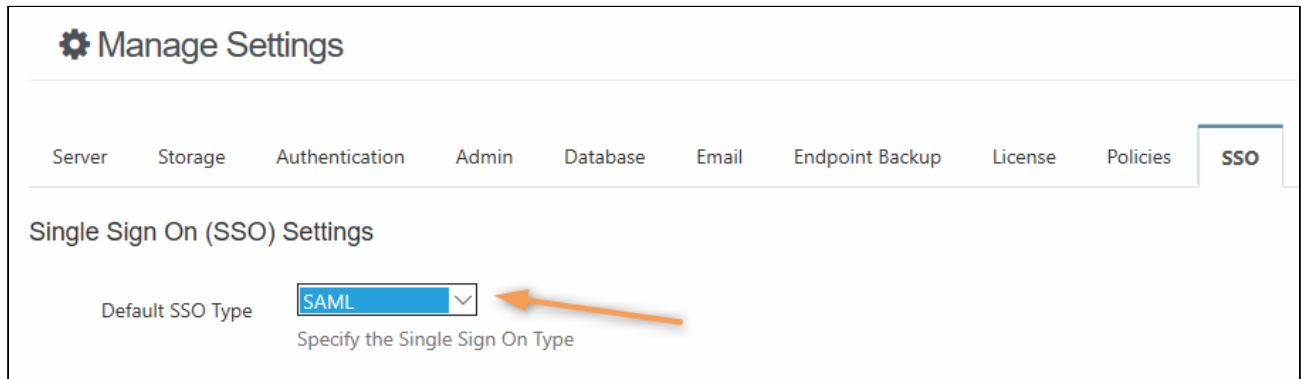 Manage Settings
Server Storage Authentication Admin Database Email Endpoint Backup License Policies SSO
Single Sign On (SSO) Settings
Default SSO Type SAML
Specify the Single Sign On Type